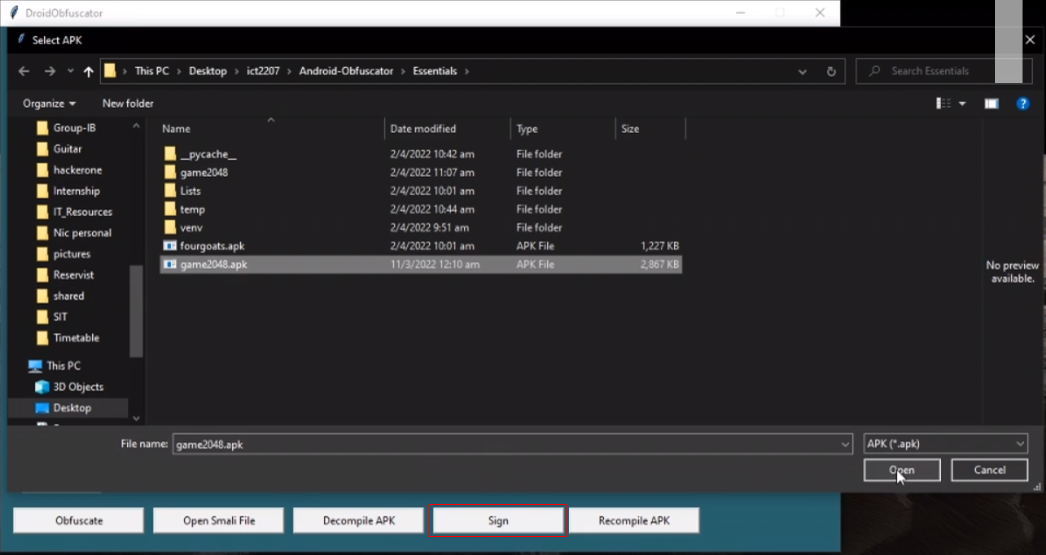 DroidObfuscator
Select APK
This PC > Desktop > ict2207 > Android-Obfuscator > Essentials >
Search Essentials
Organize New folder
Name Date modified Type Size
Group-IB
Guitar
hackerone
Internship
IT_Resources
Nic personal
pictures
Reservist
shared
SIT
Timetable
This PC
3D Objects
Desktop
__pycache__ 2/4/2022 10:42 am File folder
game2048 2/4/2022 11:07 am File folder
Lists 2/4/2022 10:01 am File folder
temp 2/4/2022 10:44 am File folder
venv 2/4/2022 9:51 am File folder
fourgoats.apk 2/4/2022 10:01 am APK File 1,227 KB
game2048.apk 11/3/2022 12:10 am APK File 2,867 KB
No preview
available.
File name: game2048.apk APK (*.apk)
Open Cancel
Obfuscate Open Smali File Decompile APK Sign Recompile APK